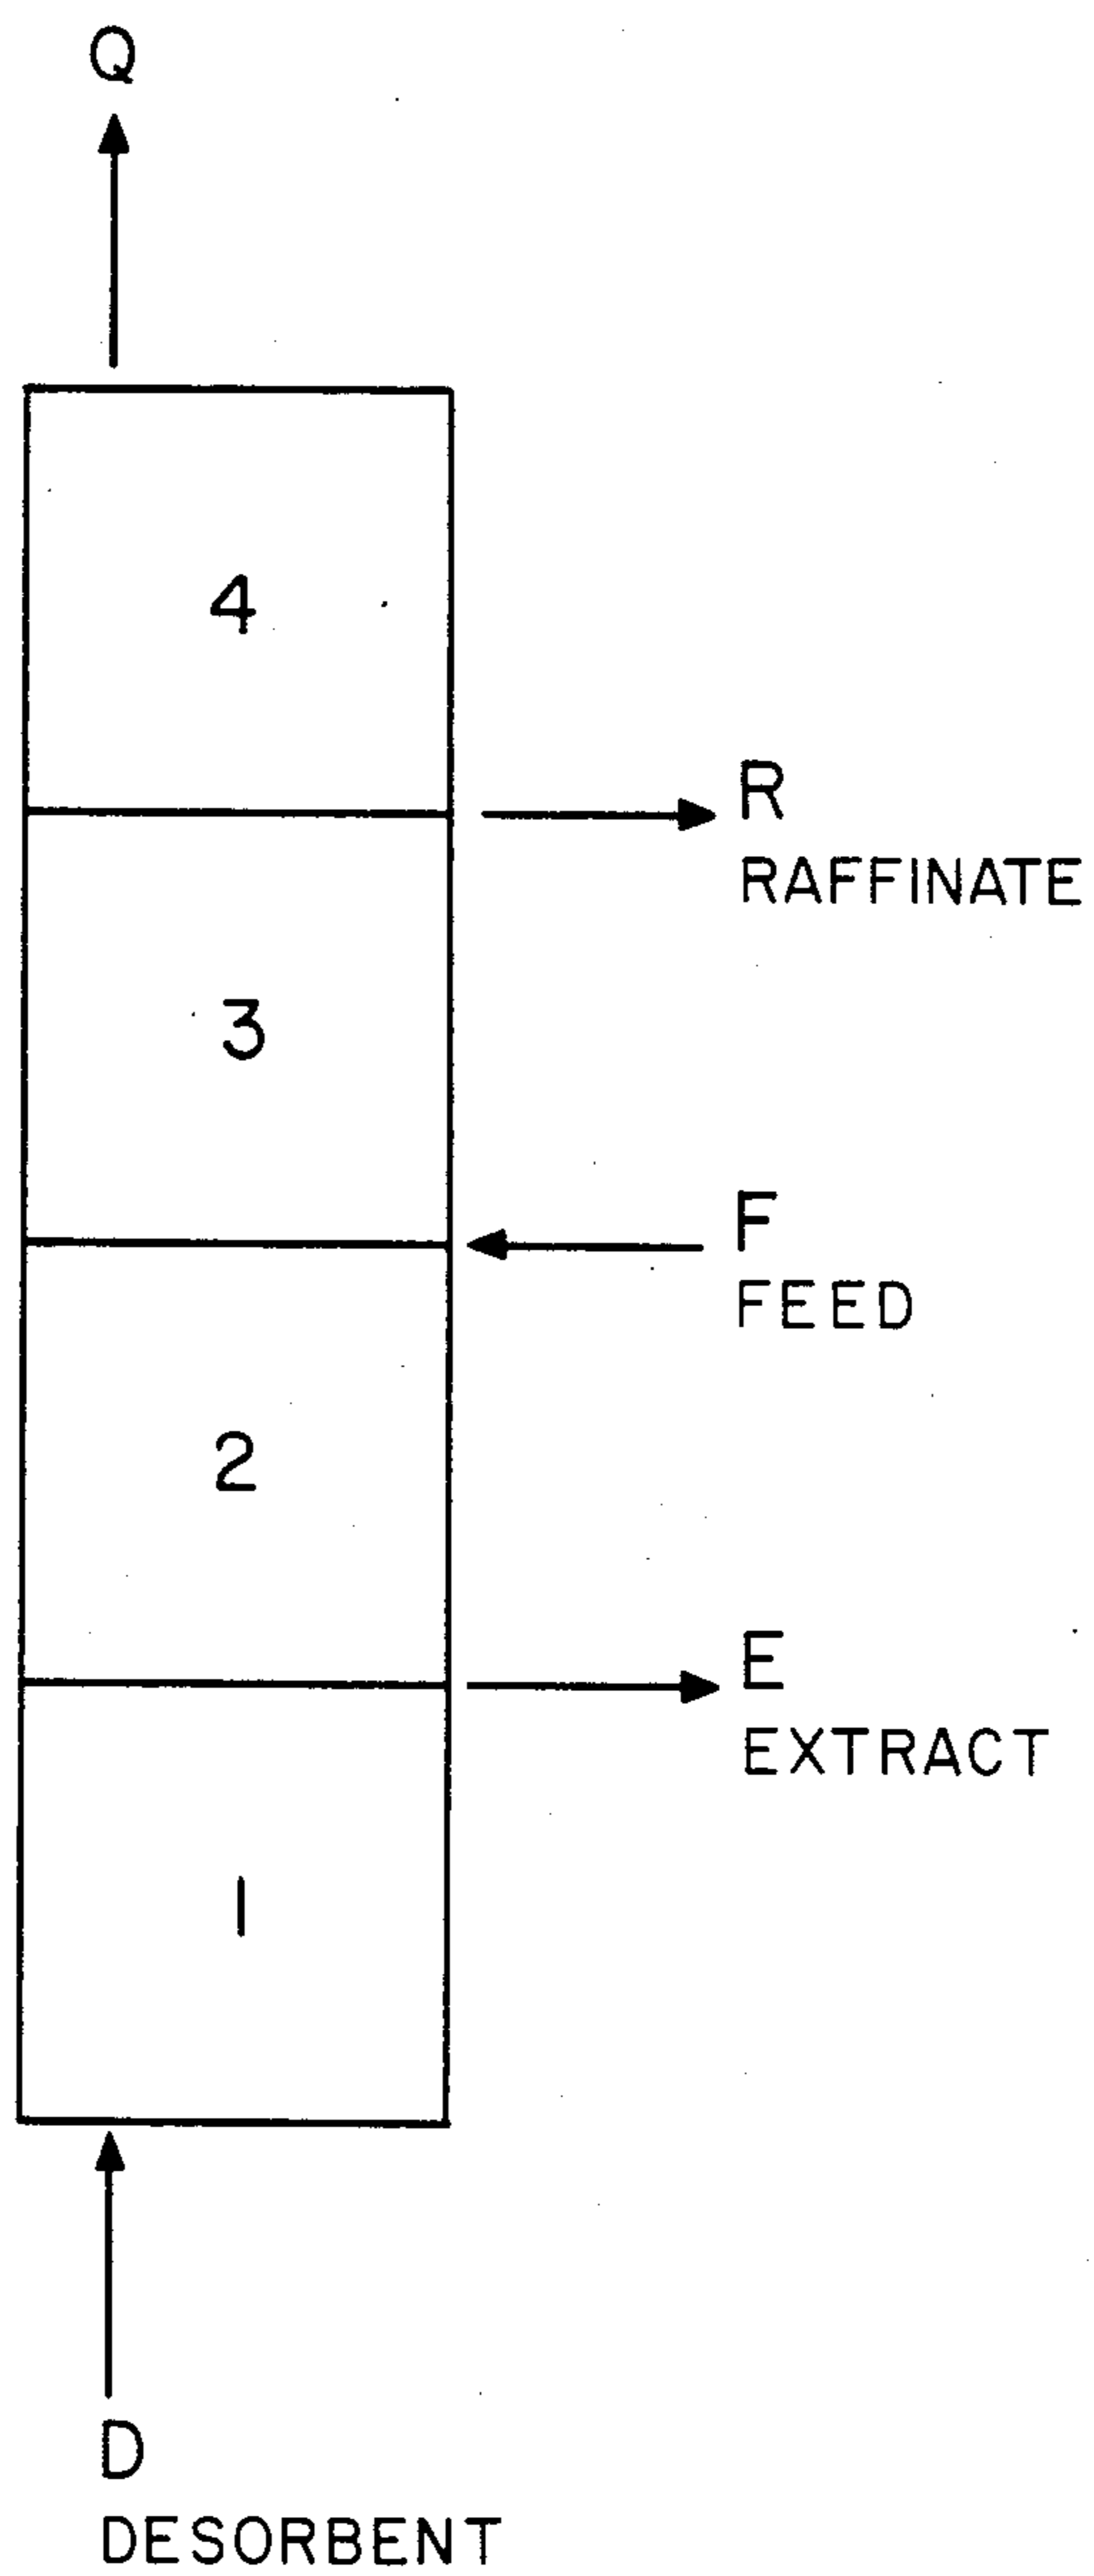 Q
4
R
RAFFINATE
3
F
FEED
2
E
EXTRACT
1
D
DESORBENT